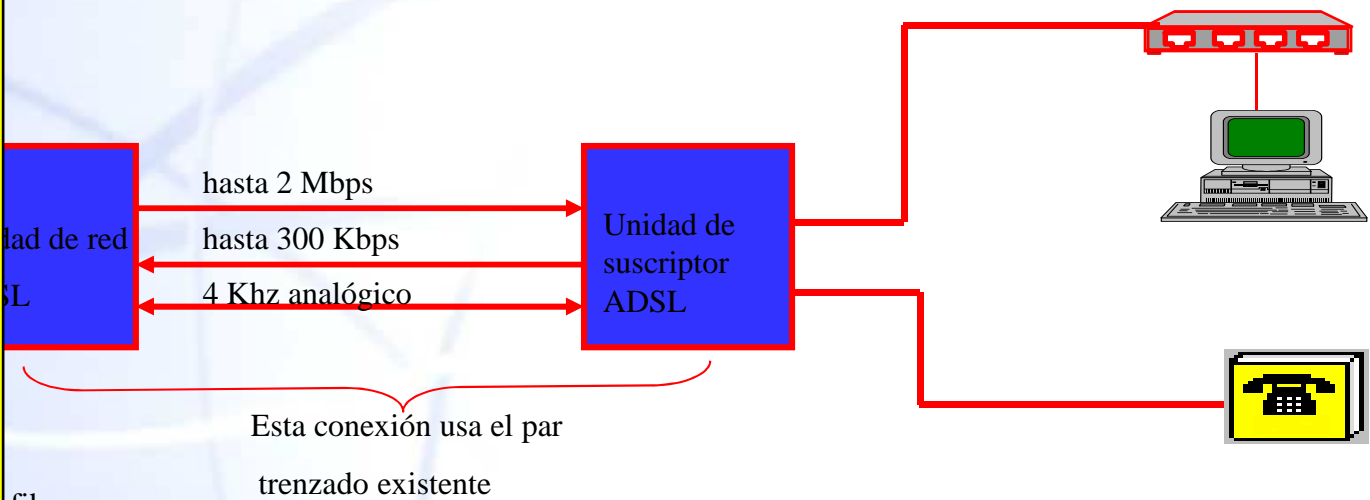 hasta 2 Mbps
dad de red
hasta 300 Kbps
SL
4 Khz analógico
Unidad de
suscriptor
ADSL
Esta conexión usa el par
trenzado existente